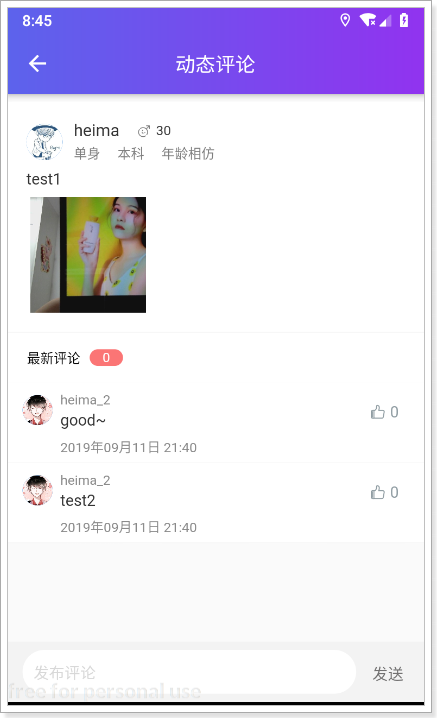 8:45
动态评论
heima 30
单身 本科 年龄相仿
test1
最新评论 0
heima_2
good~
0
2019年09月11日 21:40
heima_2
test2
0
2019年09月11日 21:40
发布评论
发送
free for personal use